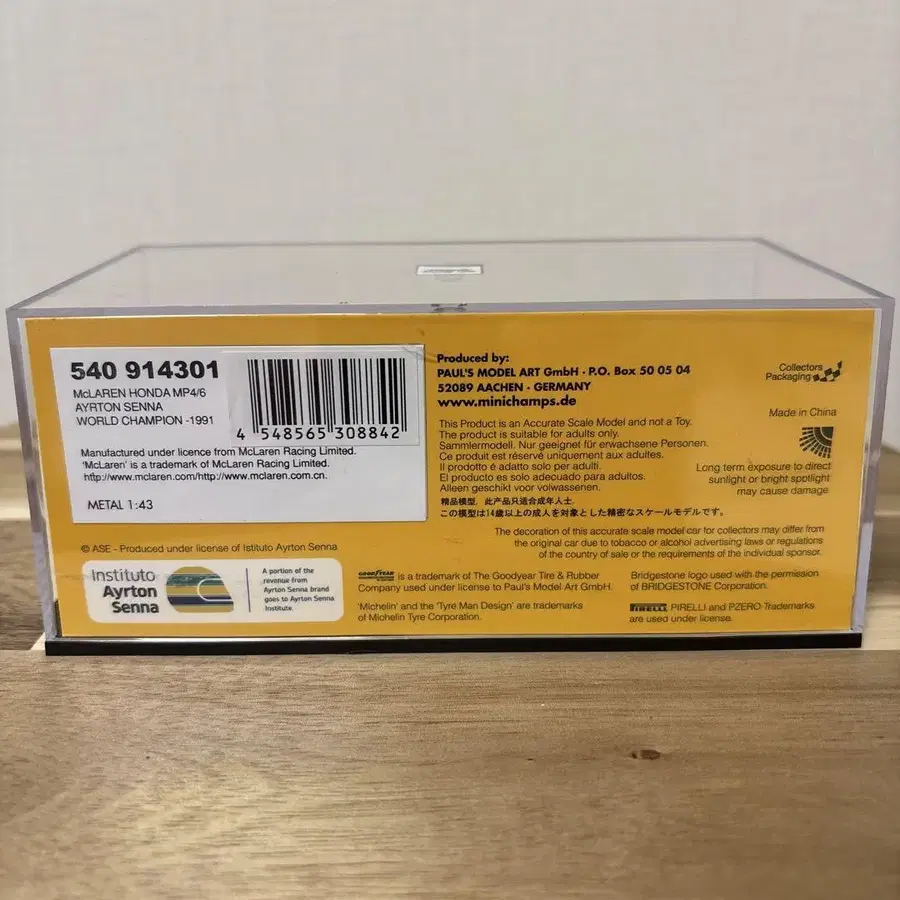 540 914301
McLAREN HONDA MP4/6
AYRTON SENNA
WORLD CHAMPION -1991
4 548565 308842
Manufactured under licence from McLaren Racing Limited.
'McLaren' is a trademark of McLaren Racing Limited.
http://www.mclaren.com/http://www.mclaren.com.cn.
METAL 1:43
© ASE - Produced under license of Istituto Ayrton Senna
Instituto
Ayrton
Senna
A portion of the
revenue from
Ayrton Senna brand
goes to Ayrton Senna
Institute.
Produced by:
PAUL'S MODEL ART GmbH · P.O. Box 50 05 04
52089 AACHEN · GERMANY
www.minichamps.de
This Product is an Accurate Scale Model and not a Toy.
The product is suitable for adults only.
Sammlermodell. Nur geeignet für erwachsene Personen.
Ce produit est réservé uniquement aux adultes.
Il prodotto è adatto solo per adulti.
El producto es solo adecuado para adultos.
Alleen geschikt voor volwassenen.
精品模型, 此产品只适合成年人士.
この模型は14歳以上の成人を対象とした精密なスケールモデルです。
Collectors
Packaging
Made in China
Long term exposure to direct
sunlight or bright spotlight
may cause damage
The decoration of this accurate scale model car for collectors may differ from
the original car due to tobacco or alcohol advertising laws or regulations
of the country of sale or the requirements of the individual sponsor.
GOODYEAR is a trademark of The Goodyear Tire & Rubber
Company used under license to Paul's Model Art GmbH.
'Michelin' and the 'Tyre Man Design' are trademarks
of Michelin Tyre Corporation.
Bridgestone logo used with the permission
of BRIDGESTONE Corporation.
PIRELLI PIRELLI and PZERO Trademarks
are used under license.